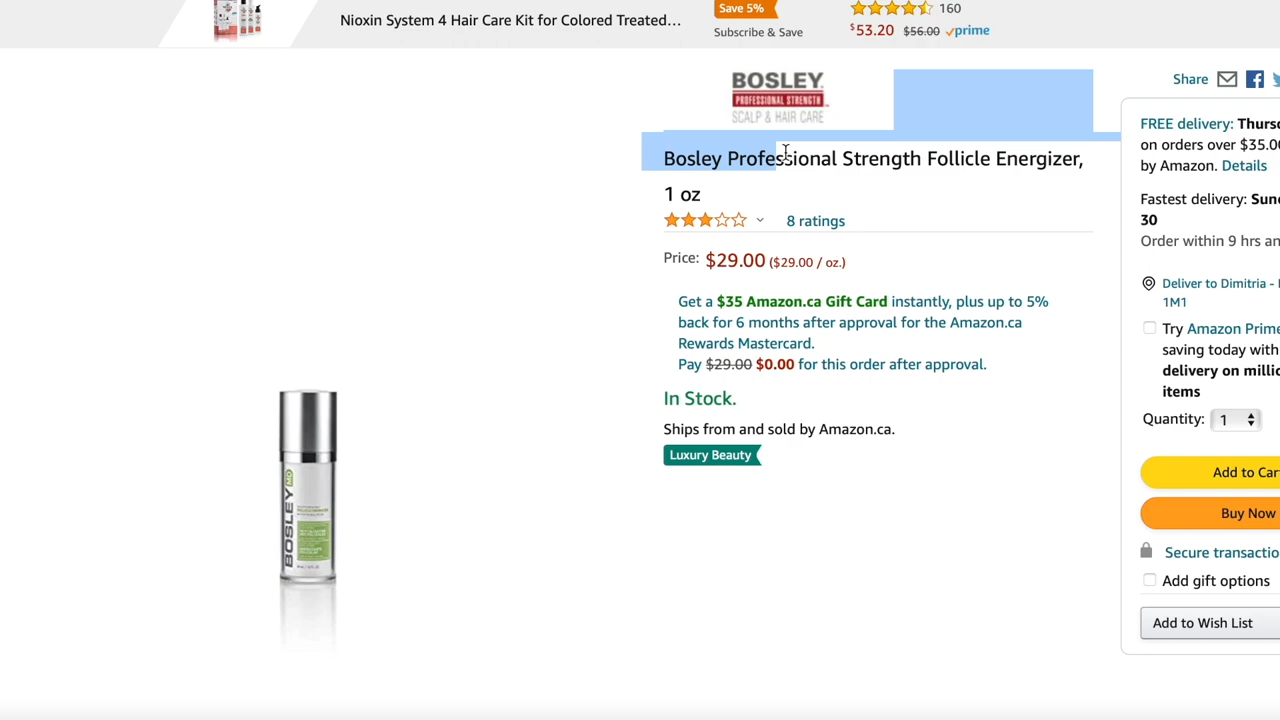 Nioxin System 4 Hair Care Kit for Colored Treated...
Save 5%
Subscribe & Save
160
$53.20 $56.00 prime
BOSLEY
PROFESSIONAL STRENGTH
SCALP & HAIR CARE
Share
Bosley Professional Strength Follicle Energizer,
1 oz
8 ratings
Price: $29.00 ($29.00 / oz.)
Get a $35 Amazon.ca Gift Card instantly, plus up to 5%
back for 6 months after approval for the Amazon.ca
Rewards Mastercard.
Pay $29.00 $0.00 for this order after approval.
In Stock.
Ships from and sold by Amazon.ca.
Luxury Beauty
BOSLEY MD
FREE delivery: Thurs
on orders over $35.0
by Amazon. Details
Fastest delivery: Sun
30
Order within 9 hrs an
Deliver to Dimitria -
1M1
Try Amazon Prime
saving today with
delivery on millio
items
Quantity: 1
Add to Car
Buy Now
Secure transactio
Add gift options
Add to Wish List